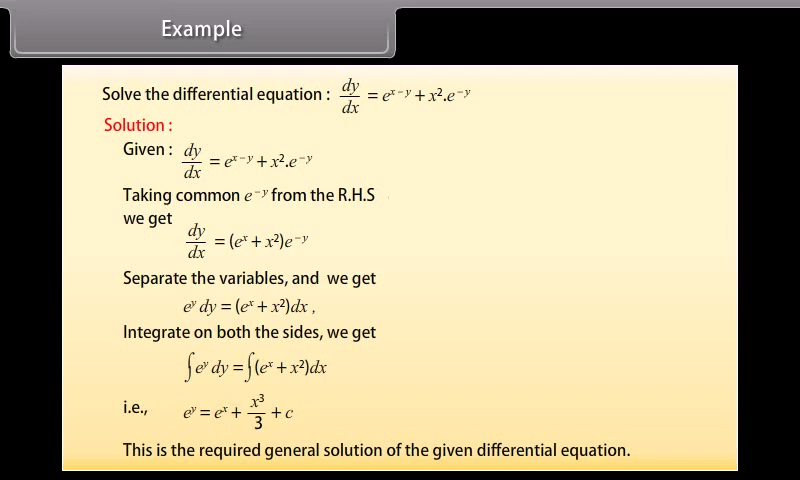 Example
Solve the differential equation : dy/dx = e^{x−y} + x².e^{−y}
Solution :
Given : dy/dx = e^{x−y} + x².e^{−y}
Taking common e^{−y} from the R.H.S
we get
dy/dx = (e^x + x²)e^{−y}
Separate the variables, and we get
e^y dy = (e^x + x²)dx ,
Integrate on both the sides, we get
∫e^y dy = ∫(e^x + x²)dx
i.e., e^y = e^x + x³/3 + c
This is the required general solution of the given differential equation.